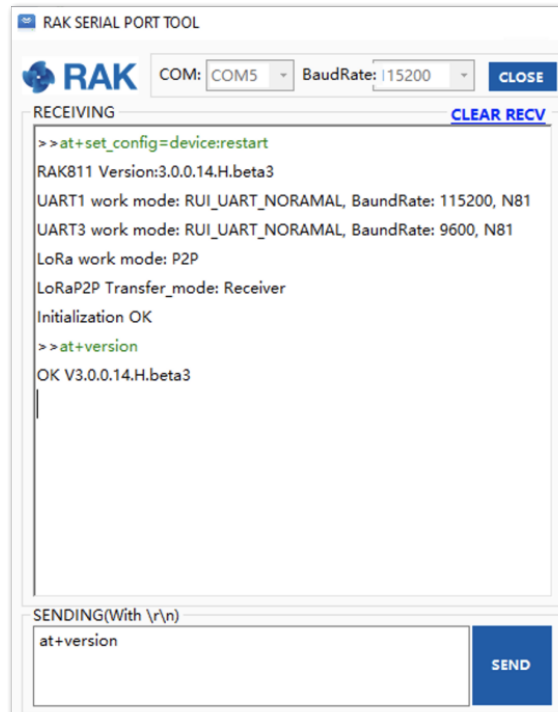 RAK SERIAL PORT TOOL
RAK COM: COM5 BaudRate: 115200 CLOSE
RECEIVING CLEAR RECV
>>at+set_config=device:restart
RAK811 Version:3.0.0.14.H.beta3
UART1 work mode: RUI_UART_NORAMAL, BaundRate: 115200, N81
UART3 work mode: RUI_UART_NORAMAL, BaundRate: 9600, N81
LoRa work mode: P2P
LoRaP2P Transfer_mode: Receiver
Initialization OK
>>at+version
OK V3.0.0.14.H.beta3
SENDING(With \r\n)
at+version
SEND